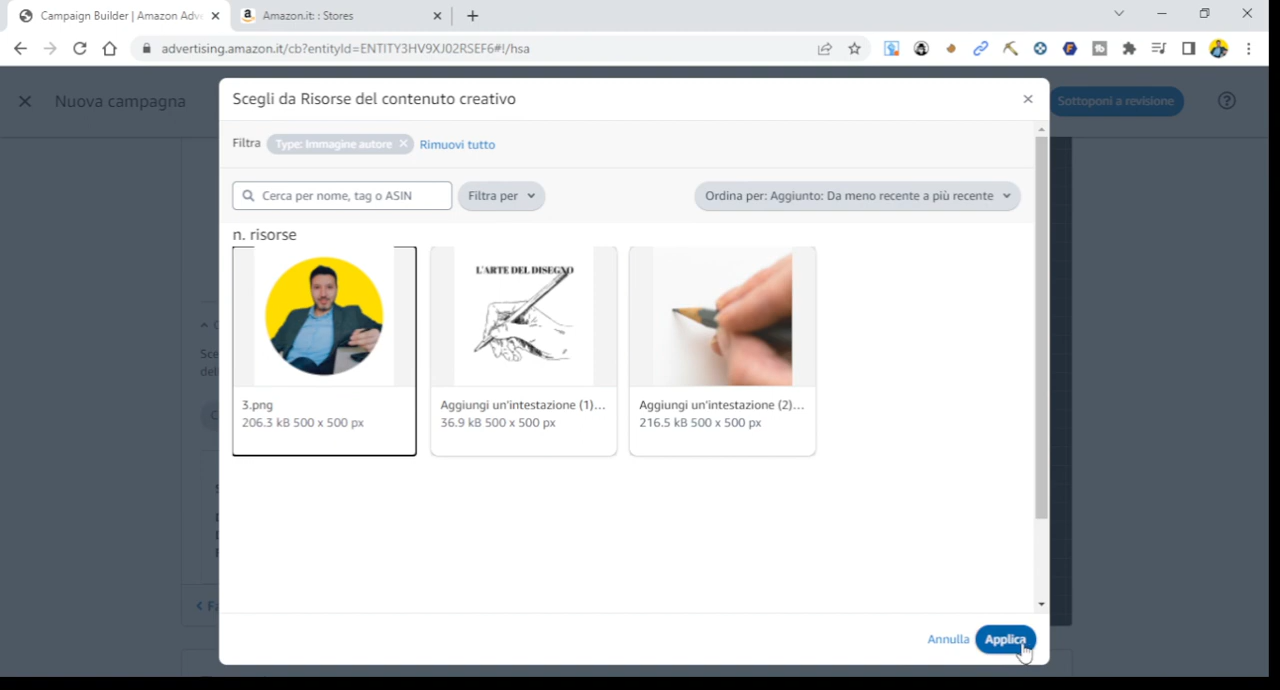 Campaign Builder | Amazon Adv
Amazon.it: : Stores
advertising.amazon.it/cb?entityId=ENTITY3HV9XJ02RSEF6#!/hsa
Nuova campagna
Sottoponi a revisione
Scegli da Risorse del contenuto creativo
Filtra
Type: Immagine autore
Rimuovi tutto
Cerca per nome, tag o ASIN
Filtra per
Ordina per: Aggiunto: Da meno recente a più recente
n. risorse
L'ARTE DEL DISEGNO
3.png
206.3 kB 500 x 500 px
Aggiungi un'intestazione (1)...
36.9 kB 500 x 500 px
Aggiungi un'intestazione (2)...
216.5 kB 500 x 500 px
Annulla
Applica